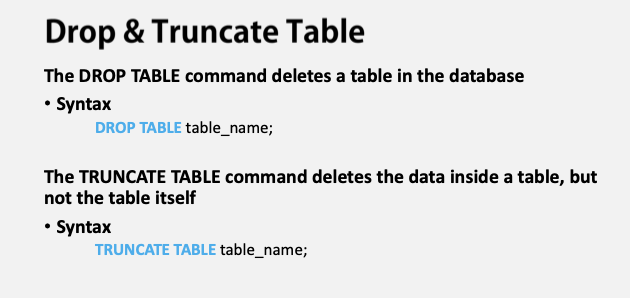 Drop & Truncate Table
The DROP TABLE command deletes a table in the database
• Syntax
DROP TABLE table_name;
The TRUNCATE TABLE command deletes the data inside a table, but
not the table itself
• Syntax
TRUNCATE TABLE table_name;